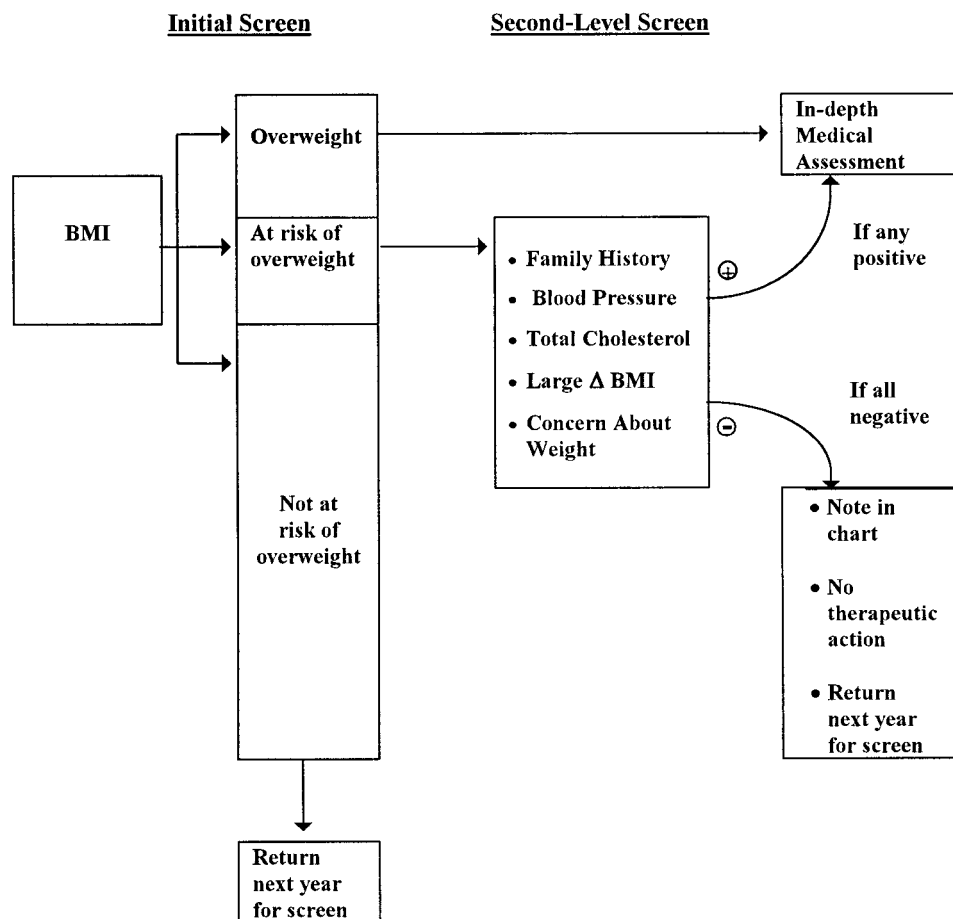 Initial Screen
Second-Level Screen
BMI
Overweight
At risk of
overweight
Not at
risk of
overweight
Return
next year
for screen
• Family History
• Blood Pressure
• Total Cholesterol
• Large Δ BMI
• Concern About
Weight
+
If any
positive
In-depth
Medical
Assessment
-
If all
negative
• Note in
chart
• No
therapeutic
action
• Return
next year
for screen